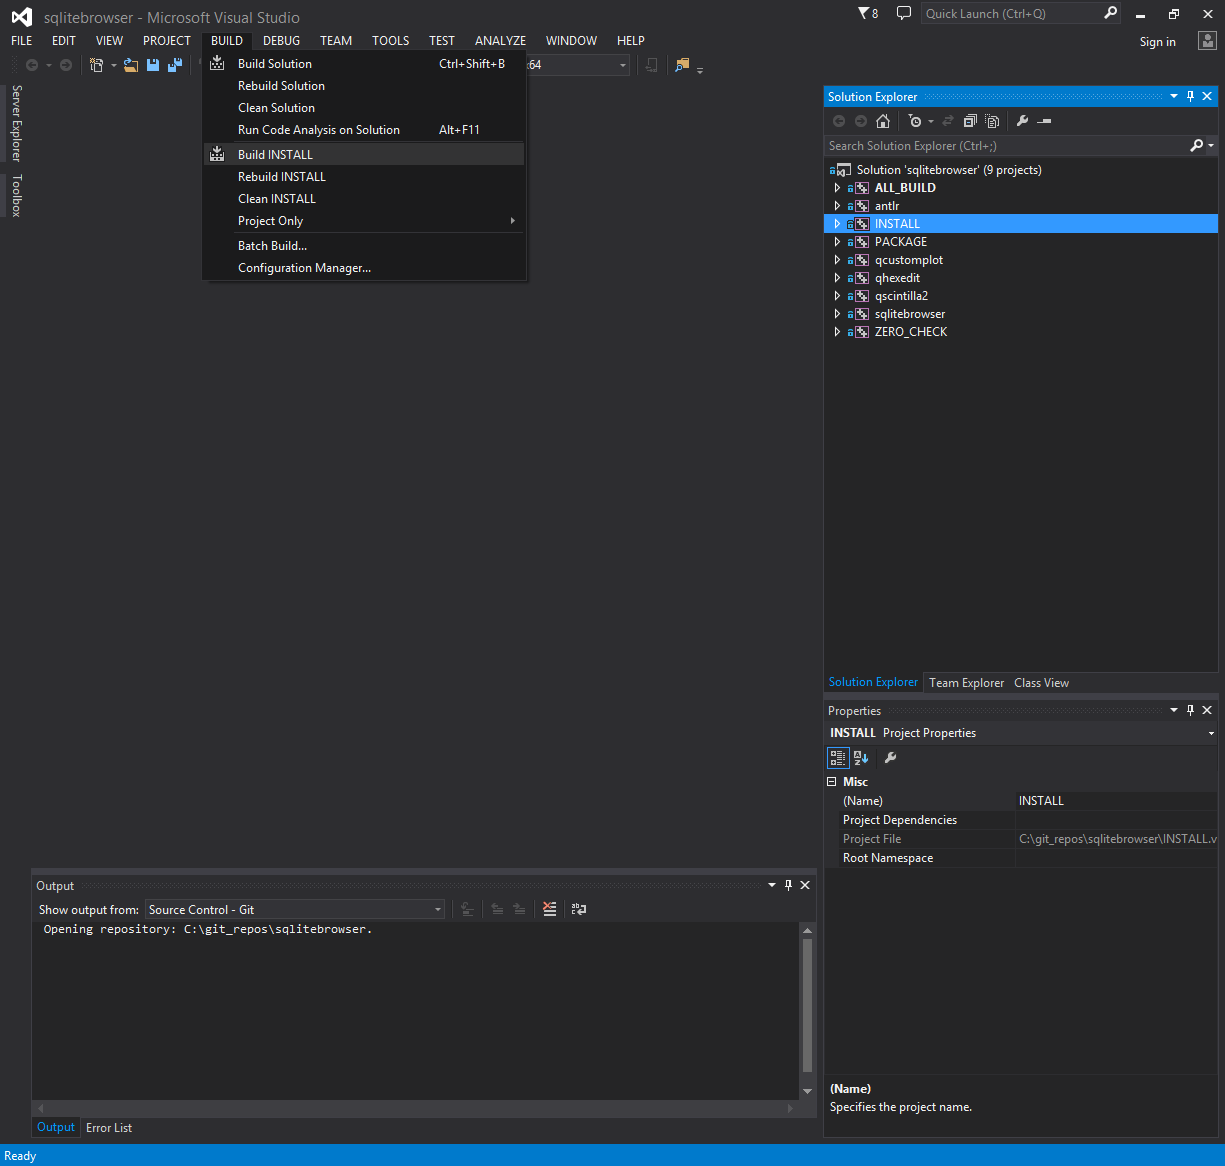 sqlitebrowser - Microsoft Visual Studio
8
Quick Launch (Ctrl+Q)
FILE EDIT VIEW PROJECT BUILD DEBUG TEAM TOOLS TEST ANALYZE WINDOW HELP
Sign in
Build Solution Ctrl+Shift+B
Rebuild Solution
Clean Solution
Run Code Analysis on Solution Alt+F11
Build INSTALL
Rebuild INSTALL
Clean INSTALL
Project Only
Batch Build...
Configuration Manager...
64
Server Explorer
Toolbox
Solution Explorer
Search Solution Explorer (Ctrl+;)
Solution 'sqlitebrowser' (9 projects)
ALL_BUILD
antlr
INSTALL
PACKAGE
qcustomplot
qhexedit
qscintilla2
sqlitebrowser
ZERO_CHECK
Solution Explorer Team Explorer Class View
Properties
INSTALL Project Properties
Misc
(Name) INSTALL
Project Dependencies
Project File C:\git_repos\sqlitebrowser\INSTALL.v
Root Namespace
(Name)
Specifies the project name.
Output
Show output from: Source Control - Git
Opening repository: C:\git_repos\sqlitebrowser.
Output Error List
Ready